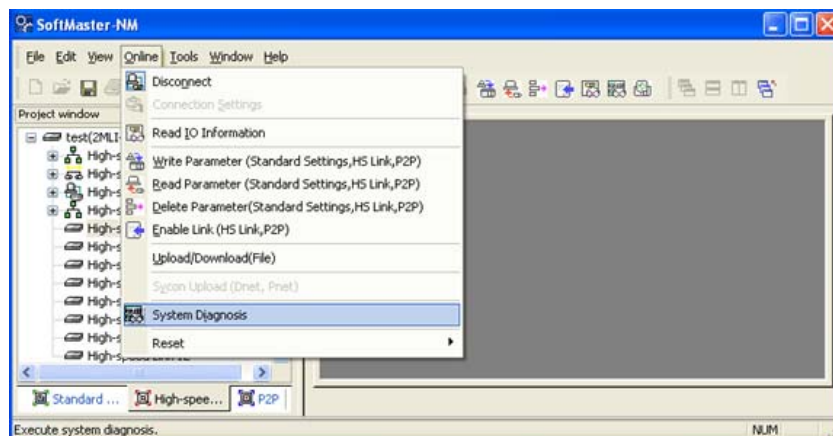 SoftMaster-NM
File Edit View Online Tools Window Help
Project window
Disconnect
Connection Settings
Read IO Information
Write Parameter (Standard Settings,HS Link,P2P)
Read Parameter (Standard Settings,HS Link,P2P)
Delete Parameter(Standard Settings,HS Link,P2P)
Enable Link (HS Link,P2P)
Upload/Download(File)
Sycon Upload (Dnet, Pnet)
System Diagnosis
Reset
test(2MLI-
High-s
High-s
High-s
High-s
High-s
High-s
High-s
High-s
High-s
High-s
High-s
Standard ... High-spee... P2P
Execute system diagnosis. NUM